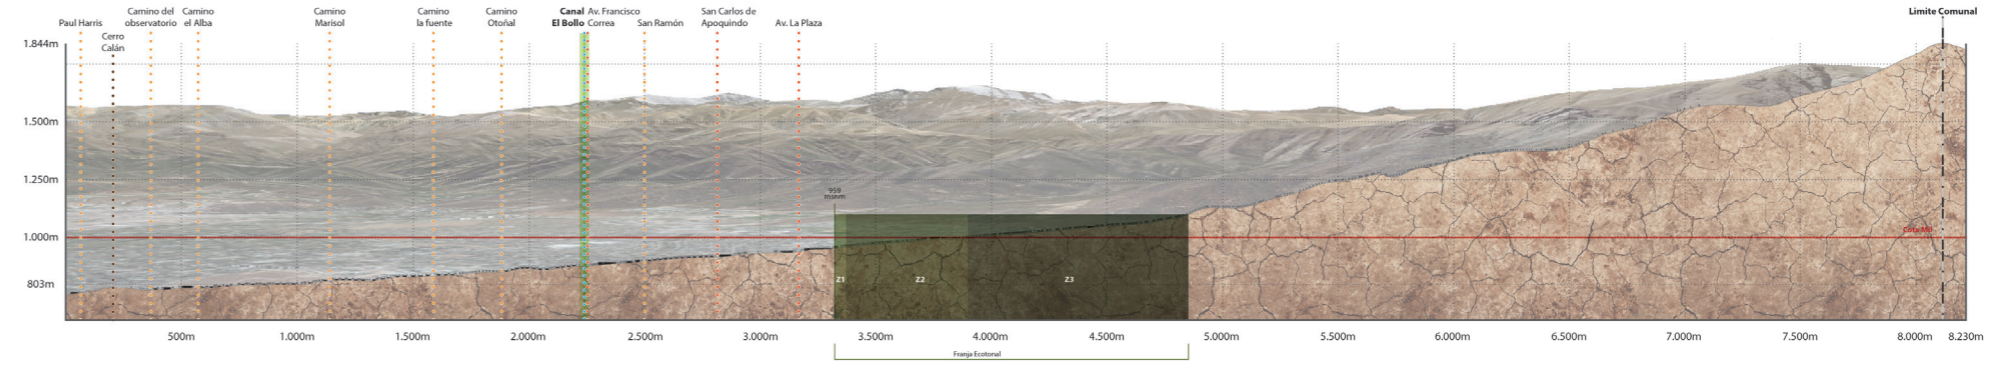 Paul Harris
Cerro
Calán
Camino del
observatorio
Camino
el Alba
Camino
Marisol
Camino
la fuente
Camino
Otoñal
Canal
El Bollo
Av. Francisco
Correa
San Ramón
San Carlos de
Apoquindo
Av. La Plaza
Limite Comunal
1.844m
1.500m
1.250m
1.000m
803m
959
msnm
Cota Mil
Z1
Z2
Z3
500m
1.000m
1.500m
2.000m
2.500m
3.000m
3.500m
4.000m
4.500m
5.000m
5.500m
6.000m
6.500m
7.000m
7.500m
8.000m
8.230m
Franja Ecotonal